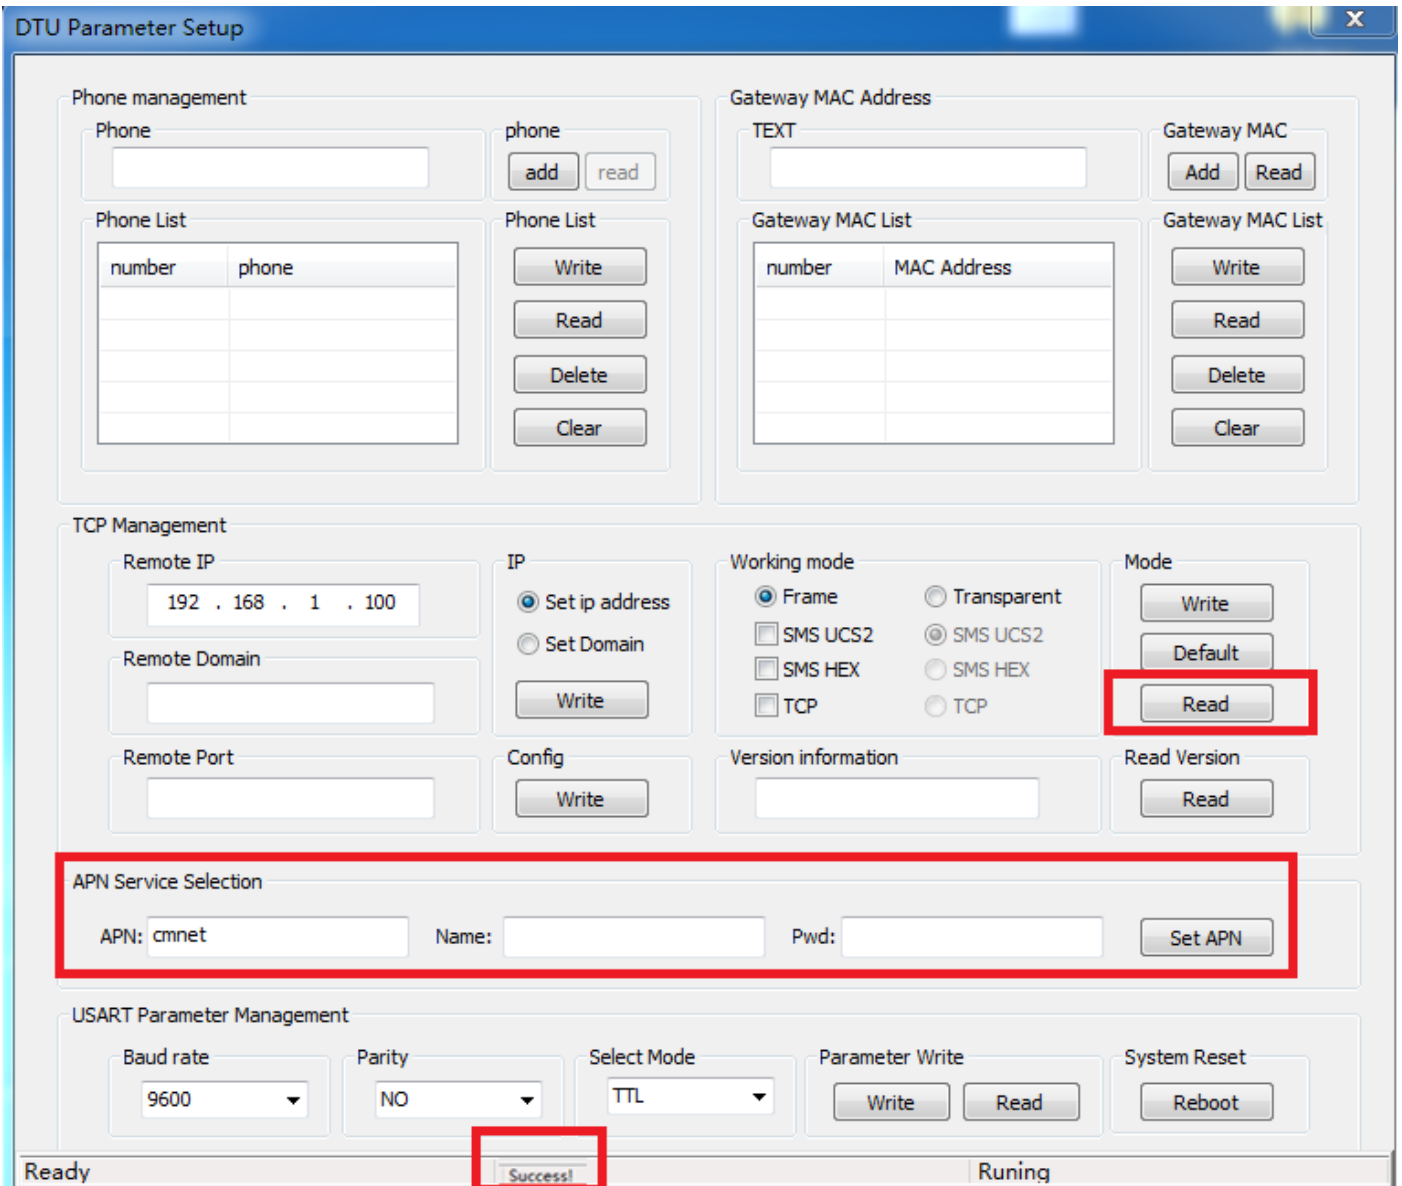 DTU Parameter Setup
x
Phone management
Phone
phone
add
read
Phone List
number
phone
Phone List
Write
Read
Delete
Clear
Gateway MAC Address
TEXT
Gateway MAC
Add
Read
Gateway MAC List
number
MAC Address
Gateway MAC List
Write
Read
Delete
Clear
TCP Management
Remote IP
192 . 168 . 1 . 100
IP
Set ip address
Set Domain
Write
Remote Domain
Remote Port
Config
Write
Working mode
Frame
Transparent
SMS UCS2
SMS UCS2
SMS HEX
SMS HEX
TCP
TCP
Mode
Write
Default
Read
Version information
Read Version
Read
APN Service Selection
APN: cmnet
Name:
Pwd:
Set APN
USART Parameter Management
Baud rate
9600
Parity
NO
Select Mode
TTL
Parameter Write
Write
Read
System Reset
Reboot
Ready
Success!
Runing